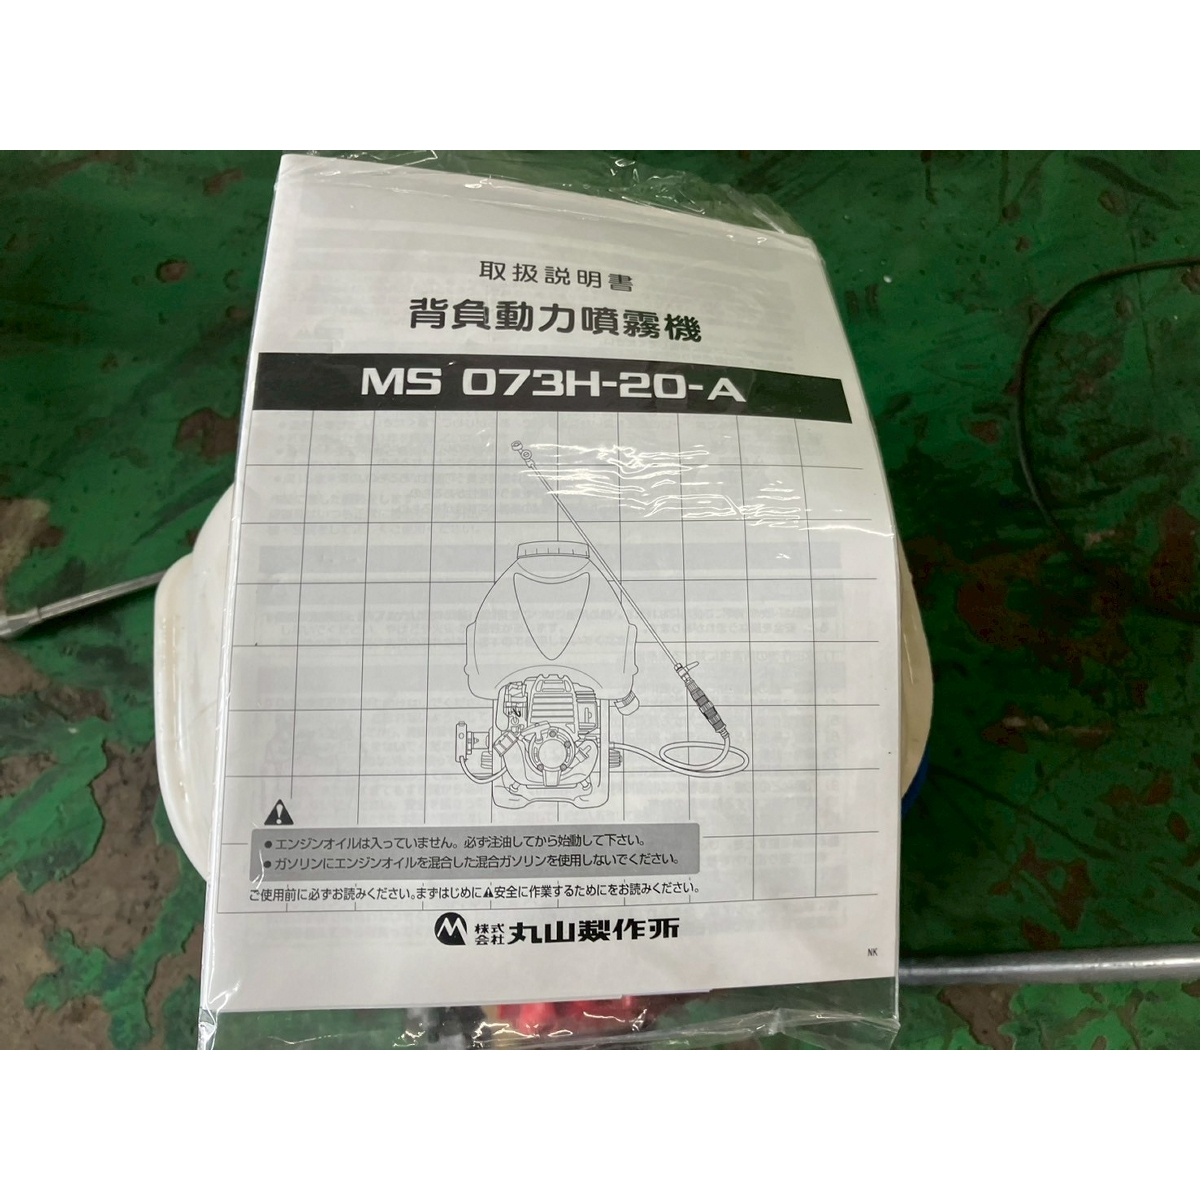 取扱説明書
背負動力噴霧機
MS 073H-20-A
●エンジンオイルは入っていません。必ず注油してから始動して下さい。
●ガソリンにエンジンオイルを混合した混合ガソリンを使用しないでください。
ご使用前に必ずお読みください。まずはじめに⚠安全に作業するためにをお読みください。
株式会社 丸山製作所
NK